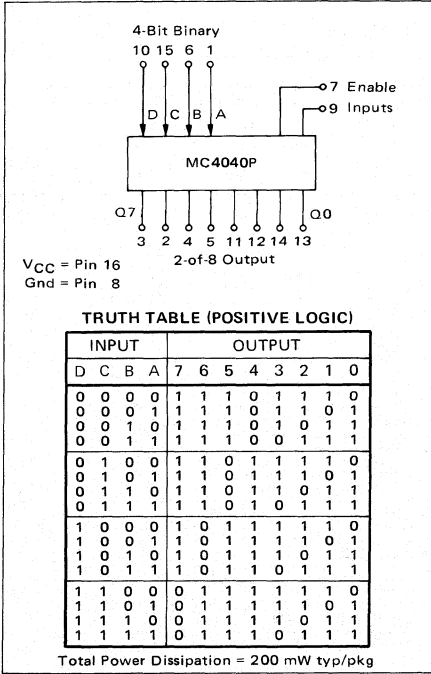 4-Bit Binary
10 15 6 1
7 Enable
D C B A
9 Inputs
MC4040P
Q7 Q0
3 2 4 5 11 12 14 13
2-of-8 Output
VCC = Pin 16
Gnd = Pin 8
TRUTH TABLE (POSITIVE LOGIC)
INPUT OUTPUT
D C B A 7 6 5 4 3 2 1 0
0 0 0 0 1 1 1 0 1 1 1 0
0 0 0 1 1 1 1 0 1 1 0 1
0 0 1 0 1 1 1 0 1 0 1 1
0 0 1 1 1 1 1 0 0 1 1 1
0 1 0 0 1 1 0 1 1 1 1 0
0 1 0 1 1 1 0 1 1 1 0 1
0 1 1 0 1 1 0 1 1 0 1 1
0 1 1 1 1 1 0 1 0 1 1 1
1 0 0 0 1 0 1 1 1 1 1 0
1 0 0 1 1 0 1 1 1 1 0 1
1 0 1 0 1 0 1 1 1 0 1 1
1 0 1 1 1 0 1 1 0 1 1 1
1 1 0 0 0 1 1 1 1 1 1 0
1 1 0 1 0 1 1 1 1 1 0 1
1 1 1 0 0 1 1 1 1 0 1 1
1 1 1 1 0 1 1 1 0 1 1 1
Total Power Dissipation = 200 mW typ/pkg